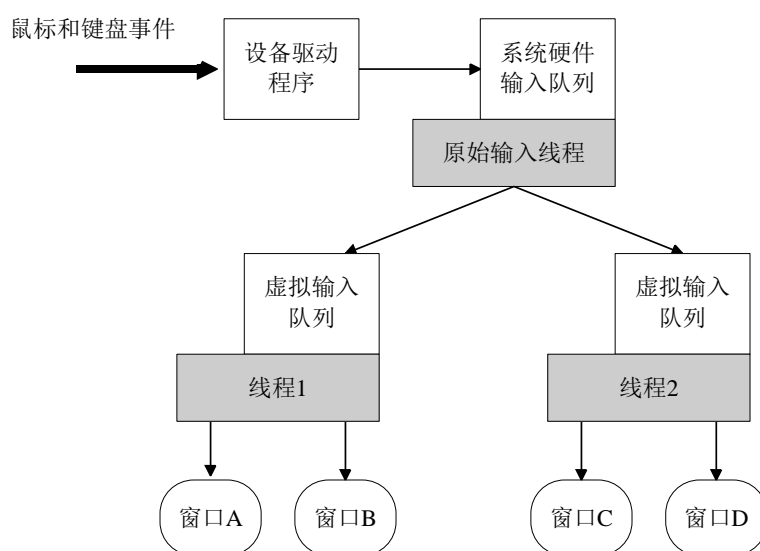 鼠标和键盘事件
设备驱动
程序
系统硬件
输入队列
原始输入线程
虚拟输入
队列
虚拟输入
队列
线程1
线程2
窗口A
窗口B
窗口C
窗口D